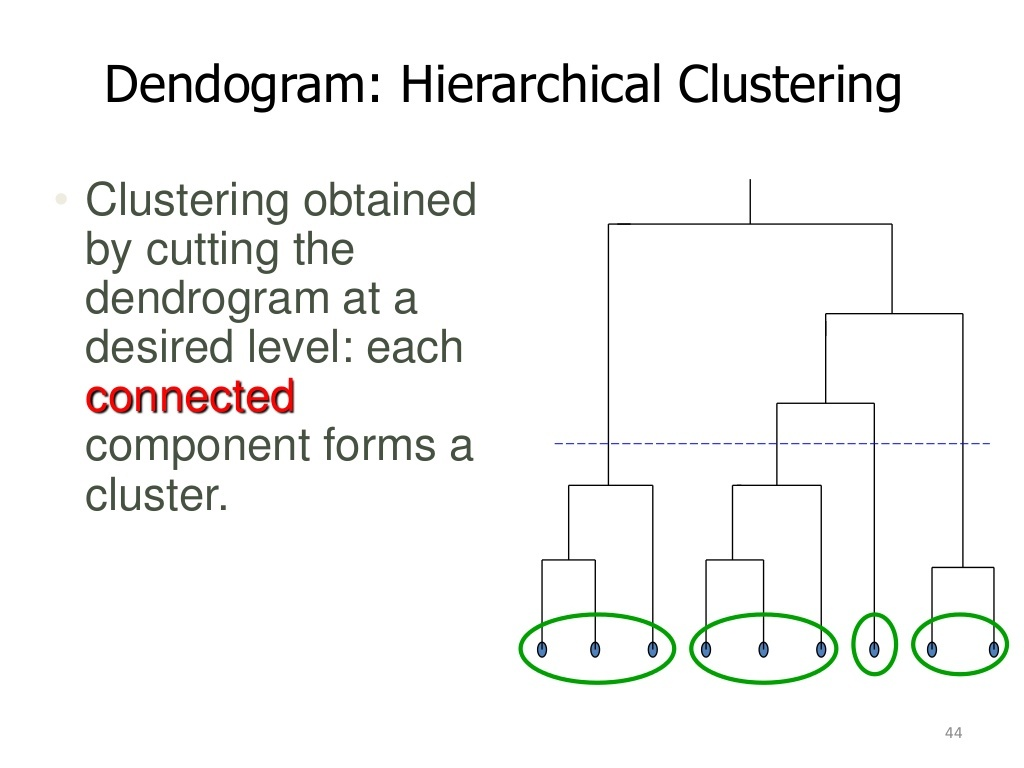 Dendogram: Hierarchical Clustering
• Clustering obtained
by cutting the
dendrogram at a
desired level: each
connected
component forms a
cluster.
44